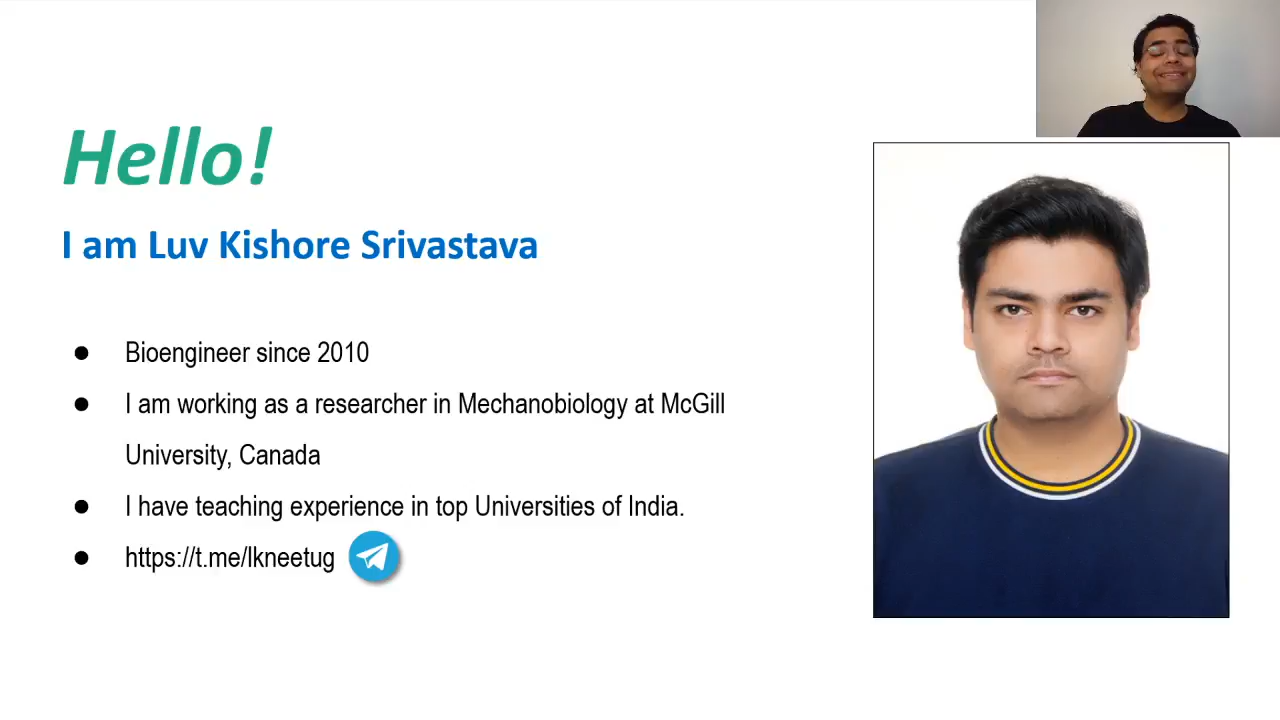 Hello!
I am Luv Kishore Srivastava
● Bioengineer since 2010
● I am working as a researcher in Mechanobiology at McGill
University, Canada
● I have teaching experience in top Universities of India.
● https://t.me/lkneetug